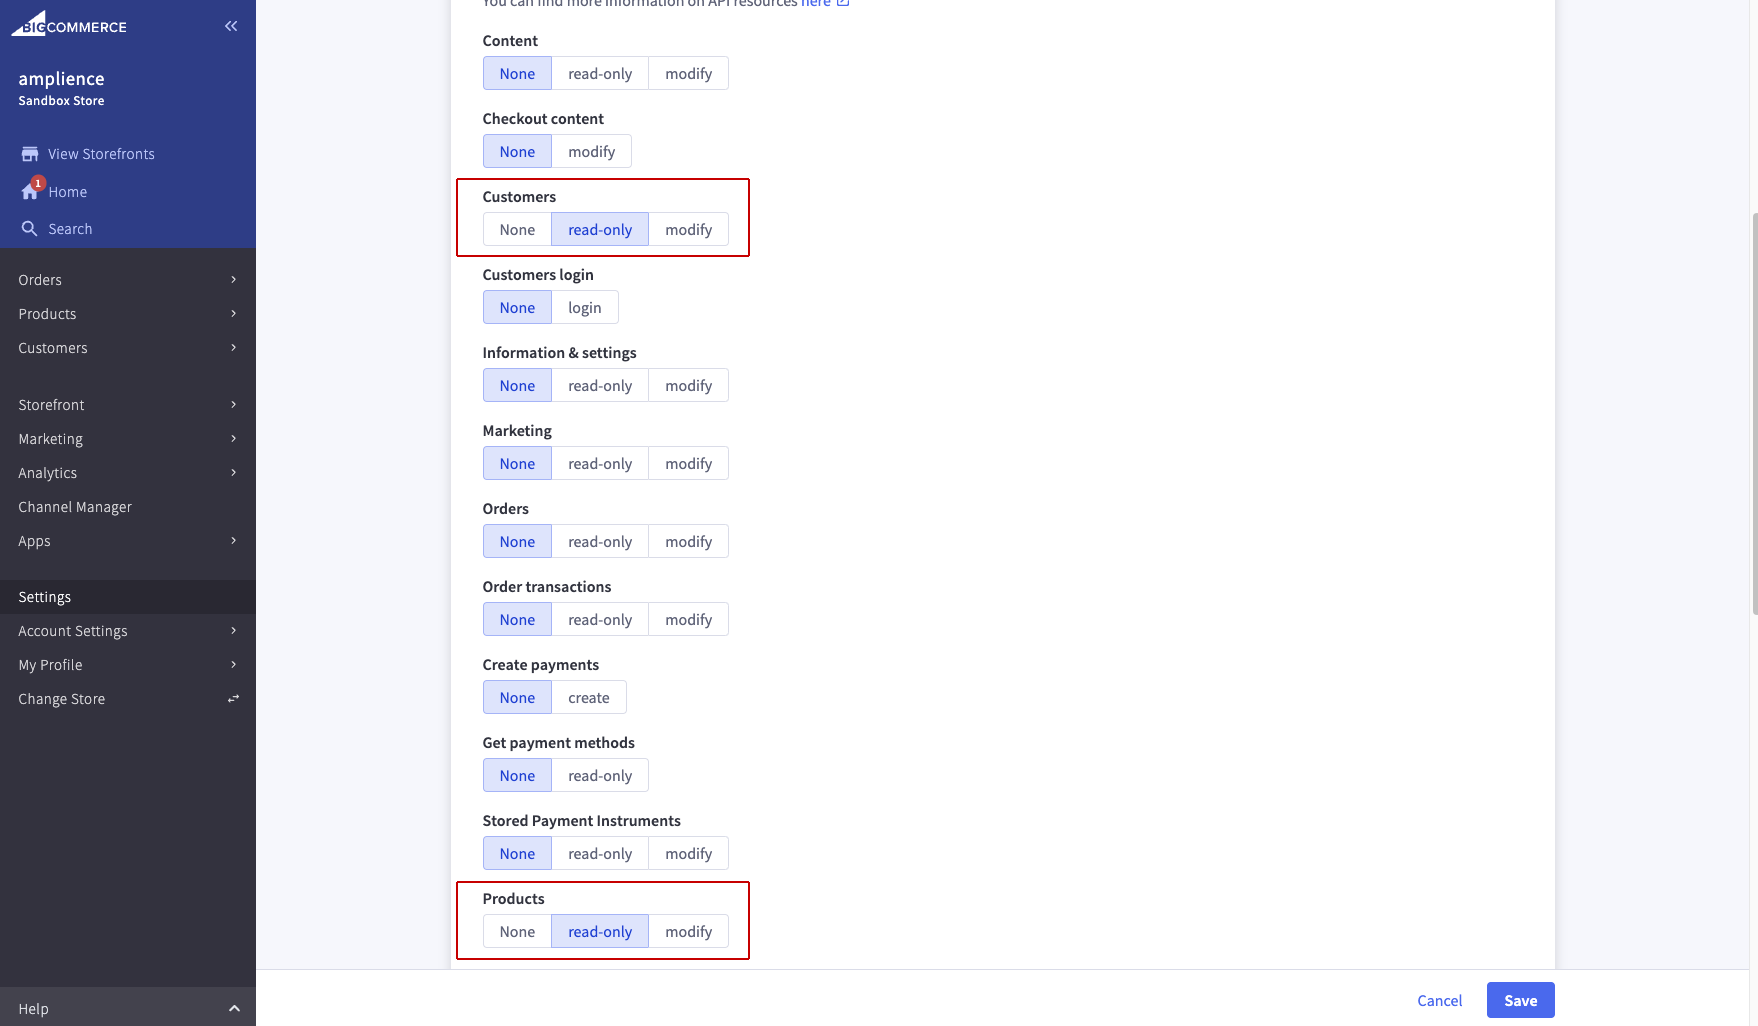 BIGCOMMERCE
amplience
Sandbox Store
View Storefronts
1
Home
Search
Orders
Products
Customers
Storefront
Marketing
Analytics
Channel Manager
Apps
Settings
Account Settings
My Profile
Change Store
Help
You can find more information on API resources here
Content
None read-only modify
Checkout content
None modify
Customers
None read-only modify
Customers login
None login
Information & settings
None read-only modify
Marketing
None read-only modify
Orders
None read-only modify
Order transactions
None read-only modify
Create payments
None create
Get payment methods
None read-only
Stored Payment Instruments
None read-only modify
Products
None read-only modify
Cancel Save